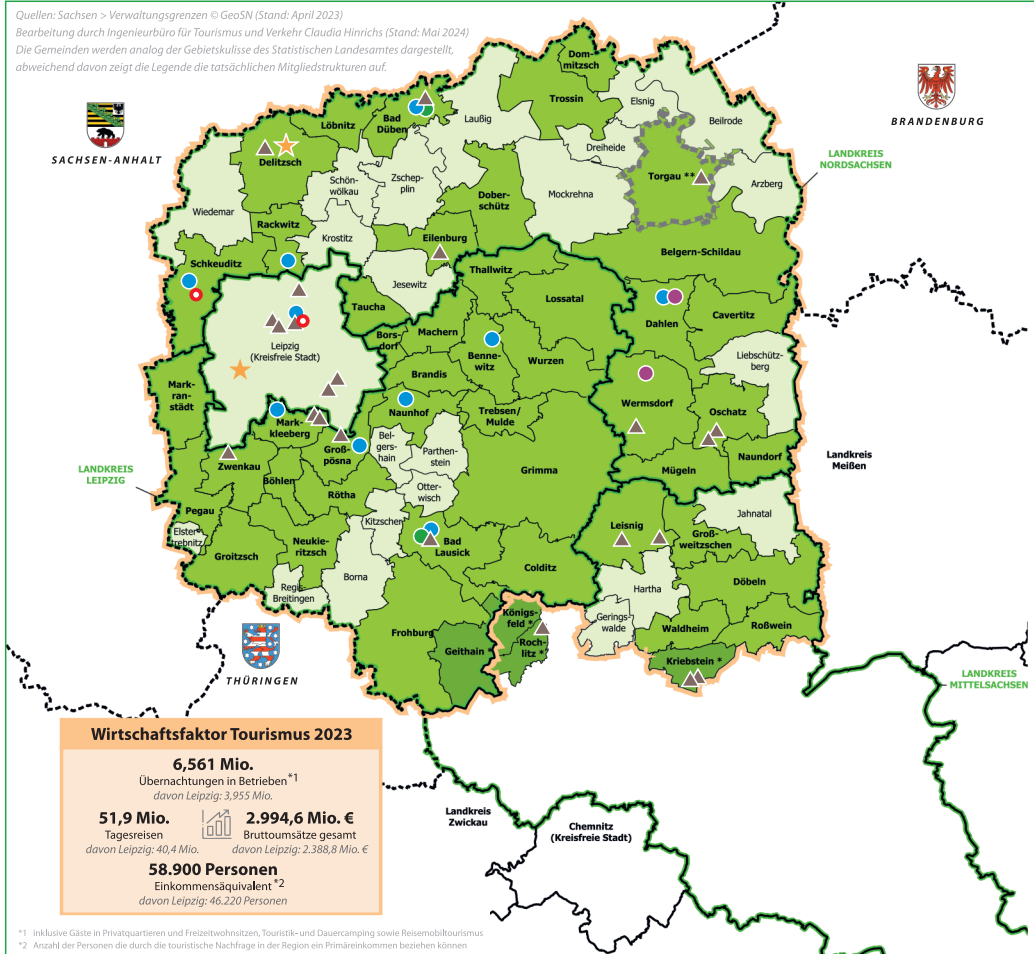 Quellen: Sachsen > Verwaltungsgrenzen © GeoSN (Stand: April 2023)
Bearbeitung durch Ingenieurbüro für Tourismus und Verkehr Claudia Hinrichs (Stand: Mai 2024)
Die Gemeinden werden analog der Gebietskulisse des Statistischen Landesamtes dargestellt,
abweichend davon zeigt die Legende die tatsächlichen Mitgliedstrukturen auf.
SACHSEN-ANHALT
BRANDENBURG
LANDKREIS
NORDSACHSEN
Dom-
mitzsch
Trossin
Elsnig
Beilrode
Laußig
Bad
Düben
Löbnitz
Delitzsch
Dreiheide
Torgau **
Arzberg
Schön-
wölkau
Zschep-
plin
Mockrehna
Dober-
schütz
Wiedemar
Rackwitz
Krostitz
Eilenburg
Belgern-Schildau
Schkeuditz
Jesewitz
Thallwitz
Lossatal
Taucha
Dahlen
Cavertitz
Leipzig
(Kreisfreie Stadt)
Borsdorf
Machern
Benne-
witz
Wurzen
Liebschütz-
berg
Brandis
Mark-
ran-
städt
Naunhof
Trebsen/
Mulde
Wermsdorf
Oschatz
Mark-
kleeberg
Groß-
pösna
Bel-
gers-
hain
Parthen-
stein
Naundorf
Landkreis
Meißen
LANDKREIS
LEIPZIG
Zwenkau
Böhlen
Rötha
Otter-
wisch
Grimma
Mügeln
Pegau
Kitzschen
Jahnatal
Elster-
trebnitz
Groitzsch
Neukie-
ritzsch
Bad
Lausick
Leisnig
Groß-
weitzschen
Borna
Colditz
Hartha
Döbeln
Regis-
Breitingen
Königs-
feld *
Gerings-
walde
Frohburg
Geithain *
Roch-
litz *
Waldheim
Roßwein
Kriebstein *
THÜRINGEN
LANDKREIS
MITTELSACHSEN
Landkreis
Zwickau
Chemnitz
(Kreisfreie Stadt)
Wirtschaftsfaktor Tourismus 2023
6,561 Mio.
Übernachtungen in Betrieben *1
davon Leipzig: 3,955 Mio.
51,9 Mio.
Tagesreisen
davon Leipzig: 40,4 Mio.
2.994,6 Mio. €
Bruttoumsätze gesamt
davon Leipzig: 2.388,8 Mio. €
58.900 Personen
Einkommensäquivalent *2
davon Leipzig: 46.220 Personen
*1 inklusive Gäste in Privatquartieren und Freizeitwohnsitzen, Touristik- und Dauercamping sowie Reisemobiltourismus
*2 Anzahl der Personen die durch die touristische Nachfrage in der Region ein Primäreinkommen beziehen können